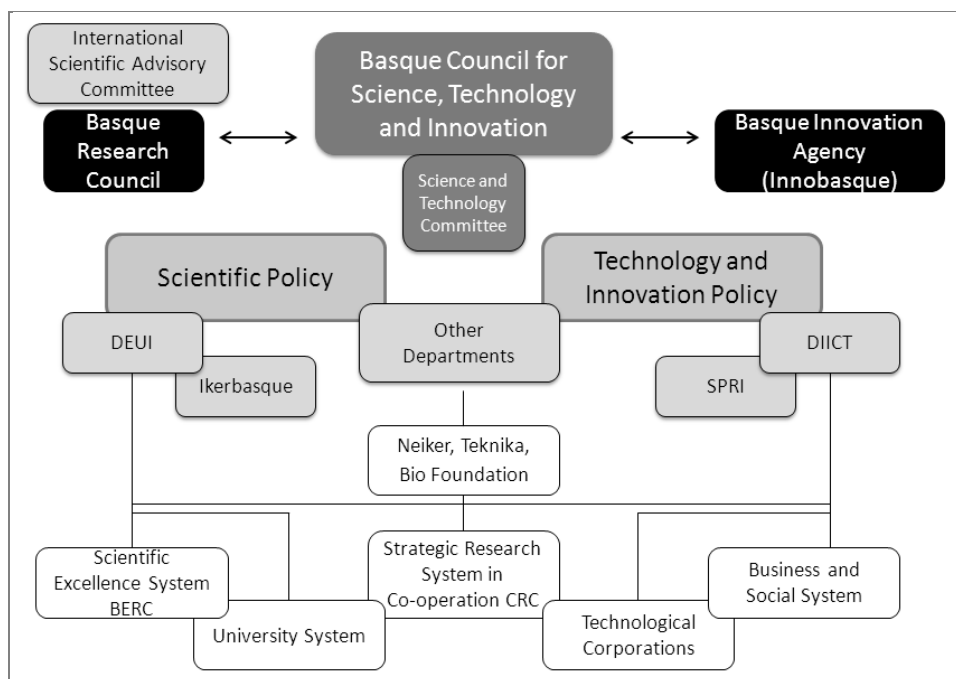 International
Scientific Advisory
Committee
Basque
Research
Council
Basque Council for
Science, Technology
and Innovation
Basque Innovation
Agency
(Innobasque)
Science and
Technology
Committee
Scientific Policy
Technology and
Innovation Policy
DEUI
Ikerbasque
Other
Departments
SPRI
DIICT
Neiker, Teknika,
Bio Foundation
Scientific
Excellence System
BERC
University System
Strategic Research
System in
Co-operation CRC
Technological
Corporations
Business and
Social System